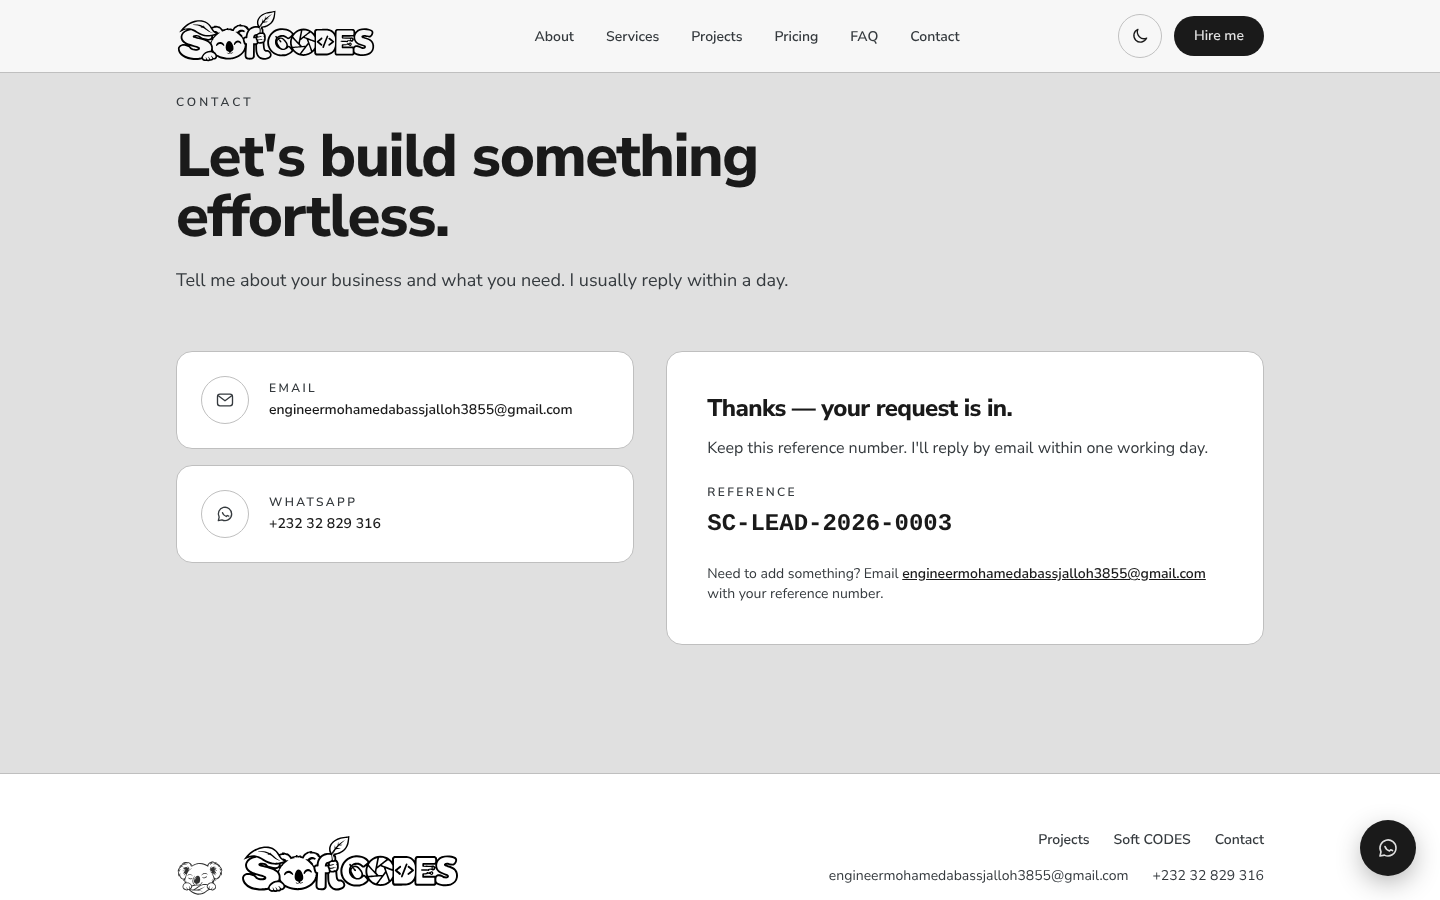 Soft CODES
About
Services
Projects
Pricing
FAQ
Contact
Hire me
CONTACT
Let's build something
effortless.
Tell me about your business and what you need. I usually reply within a day.
EMAIL
engineermohamedabassjalloh3855@gmail.com
WHATSAPP
+232 32 829 316
Thanks — your request is in.
Keep this reference number. I'll reply by email within one working day.
REFERENCE
SC-LEAD-2026-0003
Need to add something? Email engineermohamedabassjalloh3855@gmail.com
with your reference number.
Soft CODES
Projects
Soft CODES
Contact
engineermohamedabassjalloh3855@gmail.com
+232 32 829 316